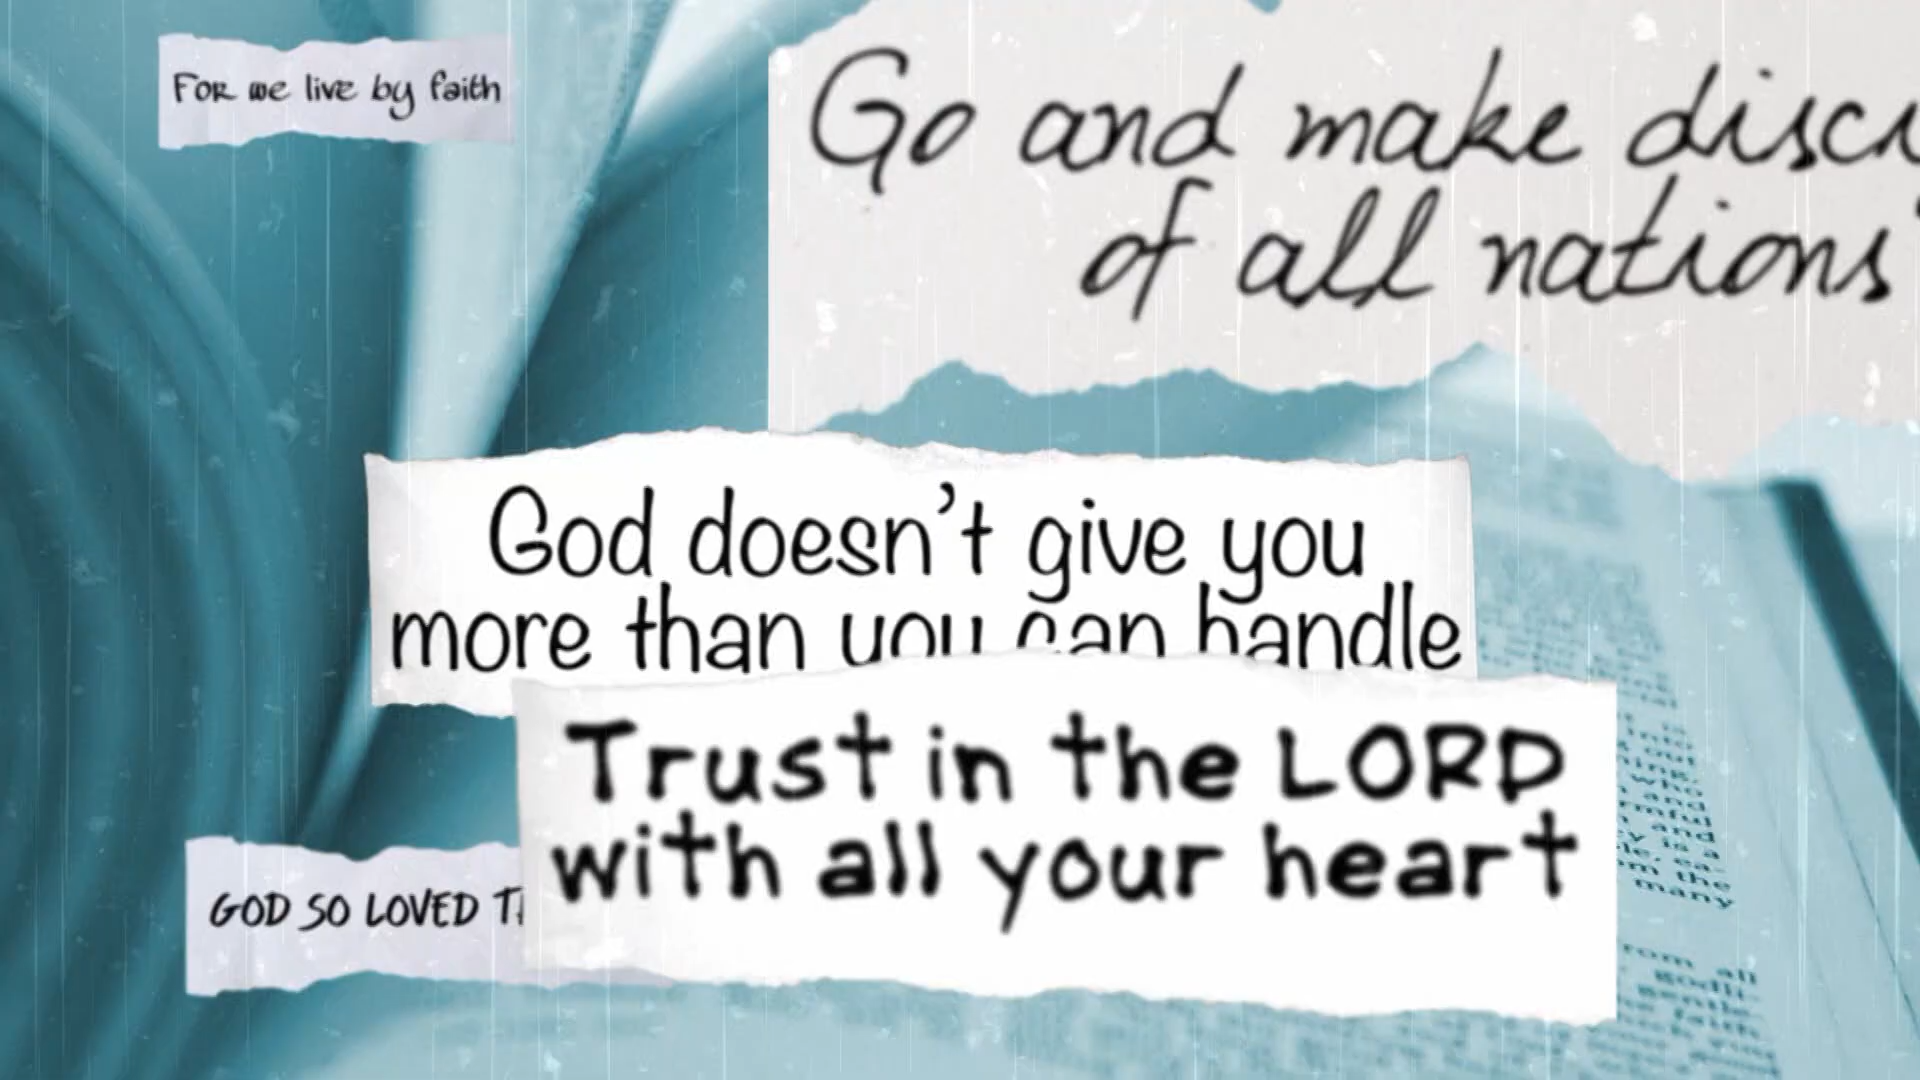 For we live by faith
Go and make disci
of all nations
God doesn't give you
more than you can handle
Trust in the LORD
with all your heart
GOD SO LOVED T